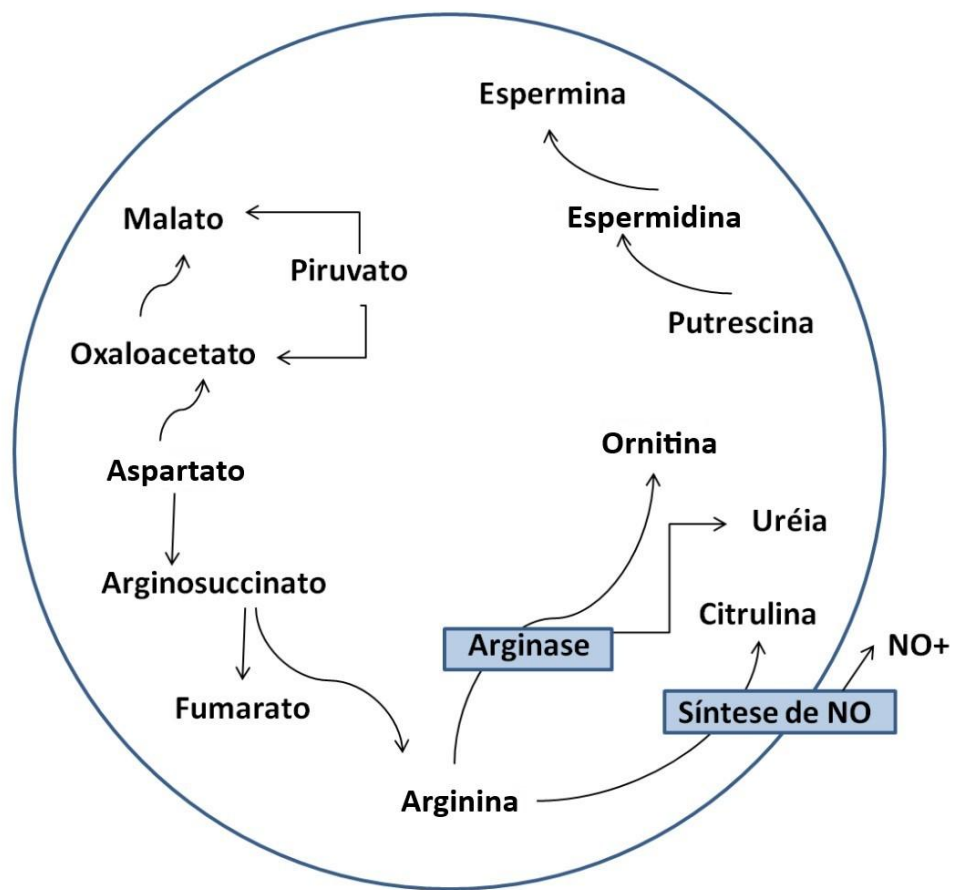 Espermina
Malato
Espermidina
Piruvato
Putrescina
Oxaloacetato
Ornitina
Aspartato
Uréia
Arginosuccinato
Citrulina
Arginase
NO+
Fumarato
Síntese de NO
Arginina